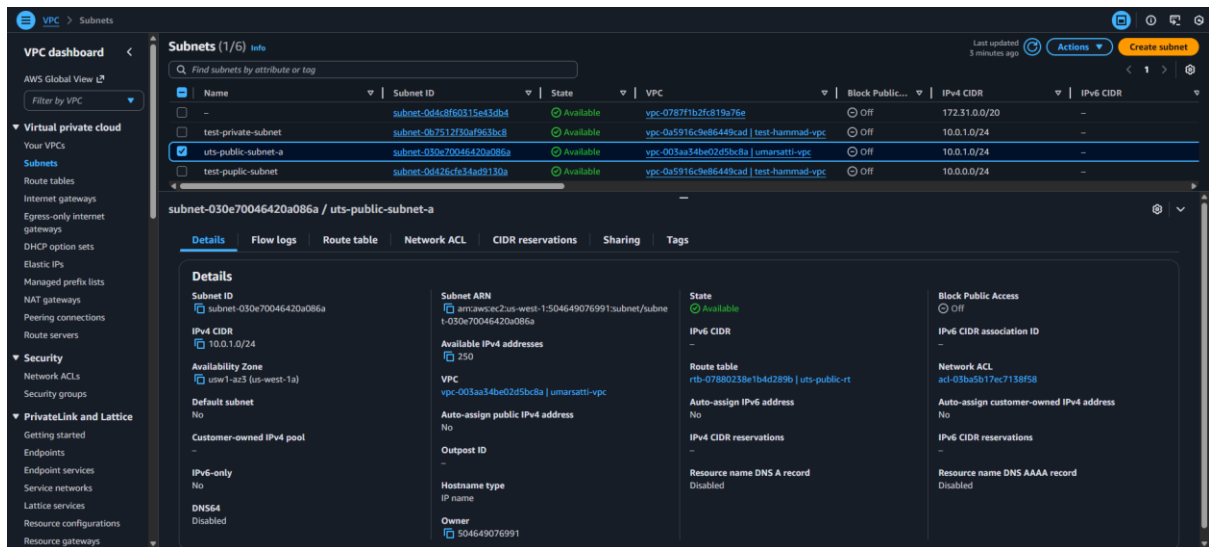 VPC > Subnets
VPC dashboard
AWS Global View
Filter by VPC
Virtual private cloud
Your VPCs
Subnets
Route tables
Internet gateways
Egress-only internet
gateways
DHCP option sets
Elastic IPs
Managed prefix lists
NAT gateways
Peering connections
Route servers
Security
Network ACLs
Security groups
PrivateLink and Lattice
Getting started
Endpoints
Endpoint services
Service networks
Lattice services
Resource configurations
Resource gateways
Subnets (1/6) Info
Last updated
3 minutes ago
Actions
Create subnet
Find subnets by attribute or tag
1
Name Subnet ID State VPC Block Public... IPv4 CIDR IPv6 CIDR
– subnet-0d4c8f60315e43db4 Available vpc-0787f1b2fc819a76e Off 172.31.0.0/20 –
test-private-subnet subnet-0b7512f30af963bc8 Available vpc-0a5916c9e86449cad | test-hammad-vpc Off 10.0.1.0/24 –
uts-public-subnet-a subnet-030e70046420a086a Available vpc-003aa34be02d5bc8a | umarsatti-vpc Off 10.0.1.0/24 –
test-puplic-subnet subnet-0d426cfe34ad9130a Available vpc-0a5916c9e86449cad | test-hammad-vpc Off 10.0.0.0/24 –
subnet-030e70046420a086a / uts-public-subnet-a
Details Flow logs Route table Network ACL CIDR reservations Sharing Tags
Details
Subnet ID
subnet-030e70046420a086a
IPv4 CIDR
10.0.1.0/24
Availability Zone
usw1-az3 (us-west-1a)
Default subnet
No
Customer-owned IPv4 pool
–
IPv6-only
No
DNS64
Disabled
Subnet ARN
arn:aws:ec2:us-west-1:504649076991:subnet/subne
t-030e70046420a086a
Available IPv4 addresses
250
VPC
vpc-003aa34be02d5bc8a | umarsatti-vpc
Auto-assign public IPv4 address
No
Outpost ID
–
Hostname type
IP name
Owner
504649076991
State
Available
IPv6 CIDR
–
Route table
rtb-07880238e1b4d289b | uts-public-rt
Auto-assign IPv6 address
No
IPv4 CIDR reservations
–
Resource name DNS A record
Disabled
Block Public Access
Off
IPv6 CIDR association ID
–
Network ACL
acl-03ba5b17ec7138f58
Auto-assign customer-owned IPv4 address
No
IPv6 CIDR reservations
–
Resource name DNS AAAA record
Disabled